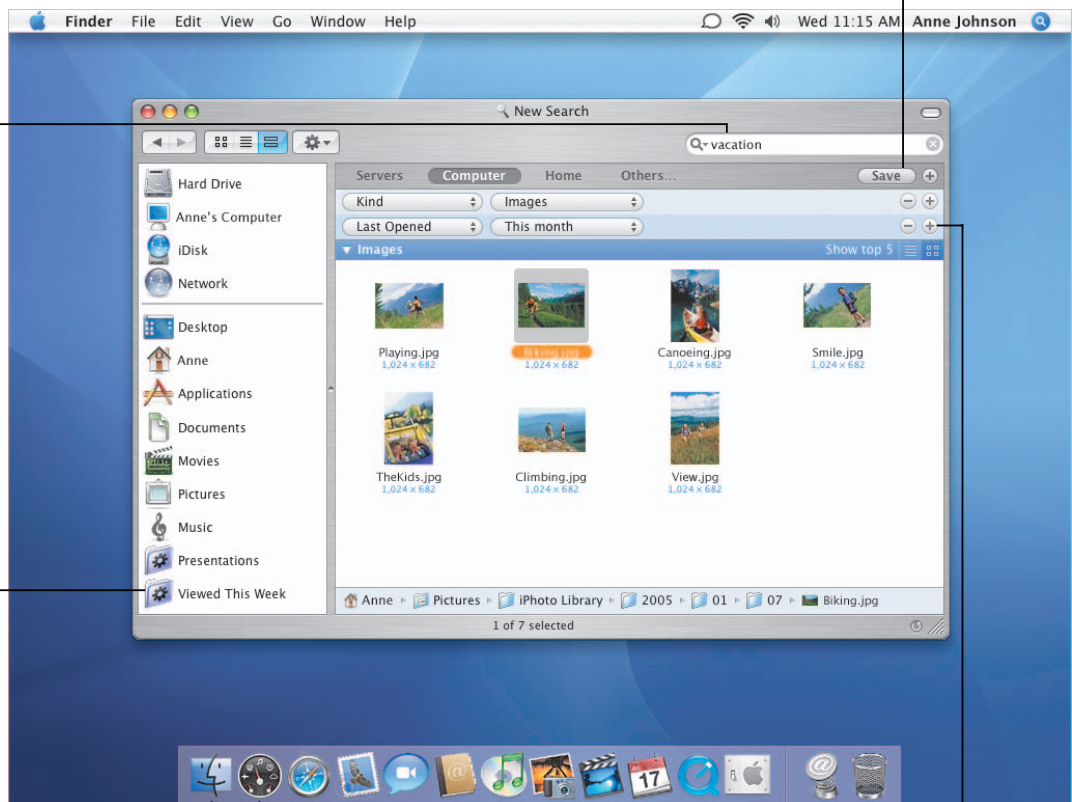 Finder File Edit View Go Window Help Wed 11:15 AM Anne Johnson
New Search
vacation
Servers Computer Home Others... Save
Kind Images
Last Opened This month
Images Show top 5
Hard Drive
Anne's Computer
iDisk
Network
Desktop
Anne
Applications
Documents
Movies
Pictures
Music
Presentations
Viewed This Week
Playing.jpg
1,024 × 682
Biking.jpg
1,024 × 682
Canoeing.jpg
1,024 × 682
Smile.jpg
1,024 × 682
TheKids.jpg
1,024 × 682
Climbing.jpg
1,024 × 682
View.jpg
1,024 × 682
Anne Pictures iPhoto Library 2005 01 07 Biking.jpg
1 of 7 selected
17